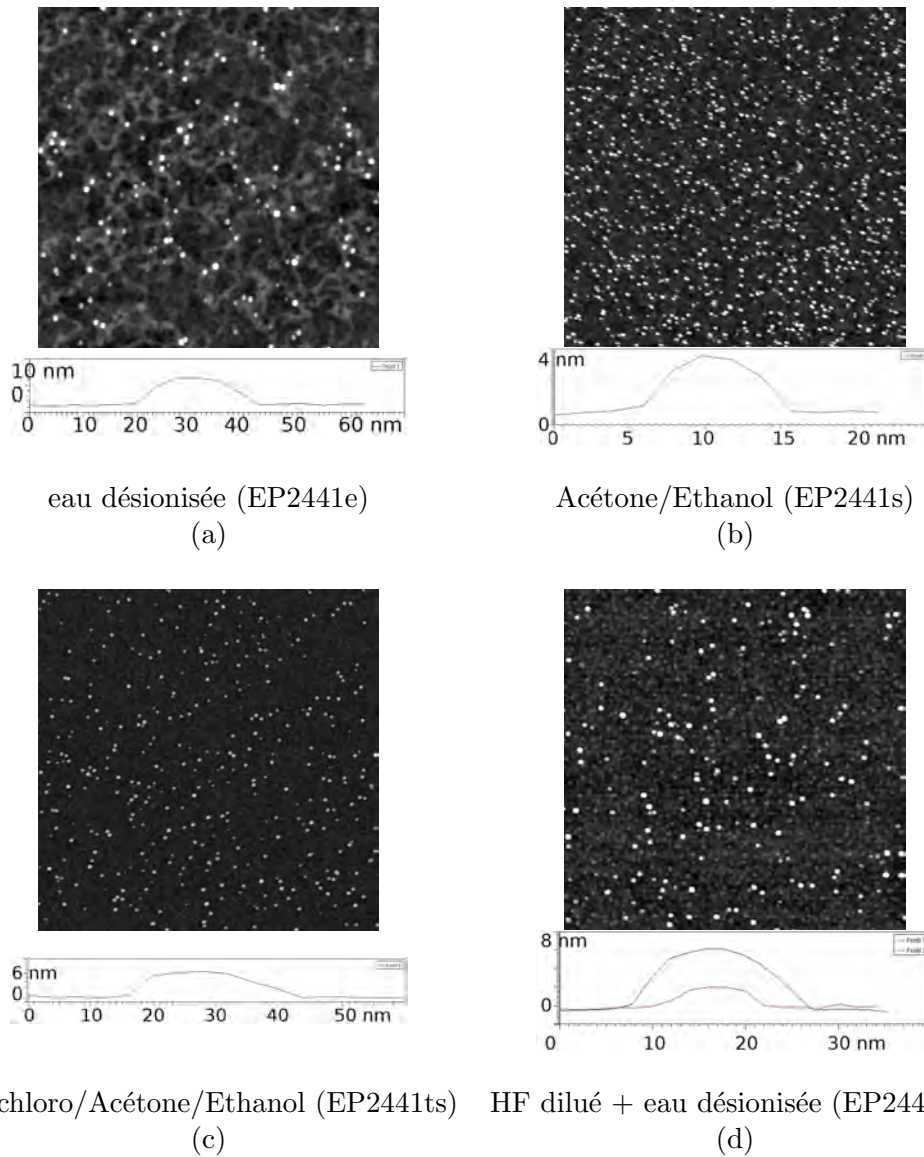 10 nm
0
0 10 20 30 40 50 60 nm
4 nm
0
0 5 10 15 20 nm
eau désionisée (EP2441e)
(a)
Acétone/Ethanol (EP2441s)
(b)
6 nm
0
0 10 20 30 40 50 nm
8 nm
0
0 10 20 30 nm
chloro/Acétone/Ethanol (EP2441ts)
(c)
HF dilué + eau désionisée (EP244
(d)